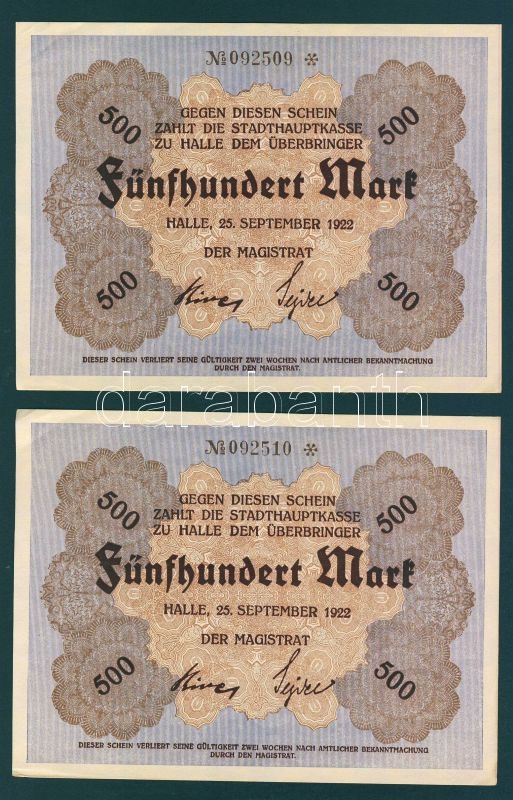 №092509 *
500 500
GEGEN DIESEN SCHEIN
ZAHLT DIE STADTHAUPTKASSE
ZU HALLE DEM ÜBERBRINGER
Fünfhundert Mark
HALLE, 25. SEPTEMBER 1922
DER MAGISTRAT
500 500
DIESER SCHEIN VERLIERT SEINE GÜLTIGKEIT ZWEI WOCHEN NACH AMTLICHER BEKANNTMACHUNG
DURCH DEN MAGISTRAT.
darabanth
№092510 *
500 500
GEGEN DIESEN SCHEIN
ZAHLT DIE STADTHAUPTKASSE
ZU HALLE DEM ÜBERBRINGER
Fünfhundert Mark
HALLE, 25. SEPTEMBER 1922
DER MAGISTRAT
500 500
DIESER SCHEIN VERLIERT SEINE GÜLTIGKEIT ZWEI WOCHEN NACH AMTLICHER BEKANNTMACHUNG
DURCH DEN MAGISTRAT.